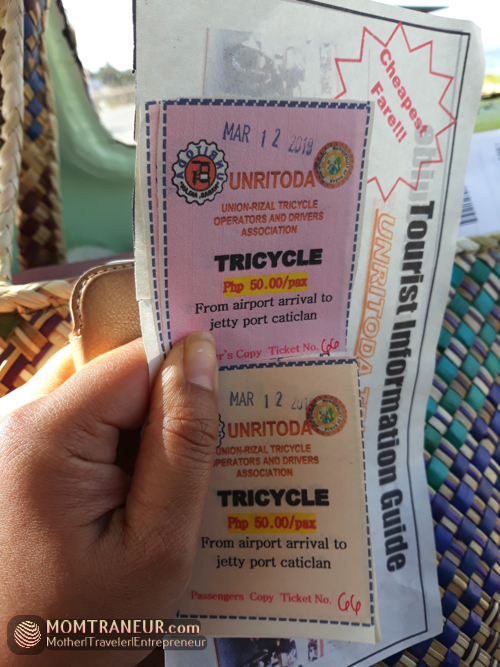 Cheapest
Fare!!!
Tourist Information Guide
UNRITODA
MAR 12 2019
UNRITODA
UNION-RIZAL TRICYCLE
OPERATORS AND DRIVERS
ASSOCIATION
TRICYCLE
Php 50.00/pax
From airport arrival to
jetty port caticlan
Copy Ticket No. 66
MAR 12
UNRITODA
UNION-RIZAL TRICYCLE
OPERATORS AND DRIVERS
ASSOCIATION
TRICYCLE
Php 50.00/pax
From airport arrival to
jetty port caticlan
Passengers Copy Ticket No. 66
MOMTRANEUR.com
Mother|Traveler|Entrepreneur